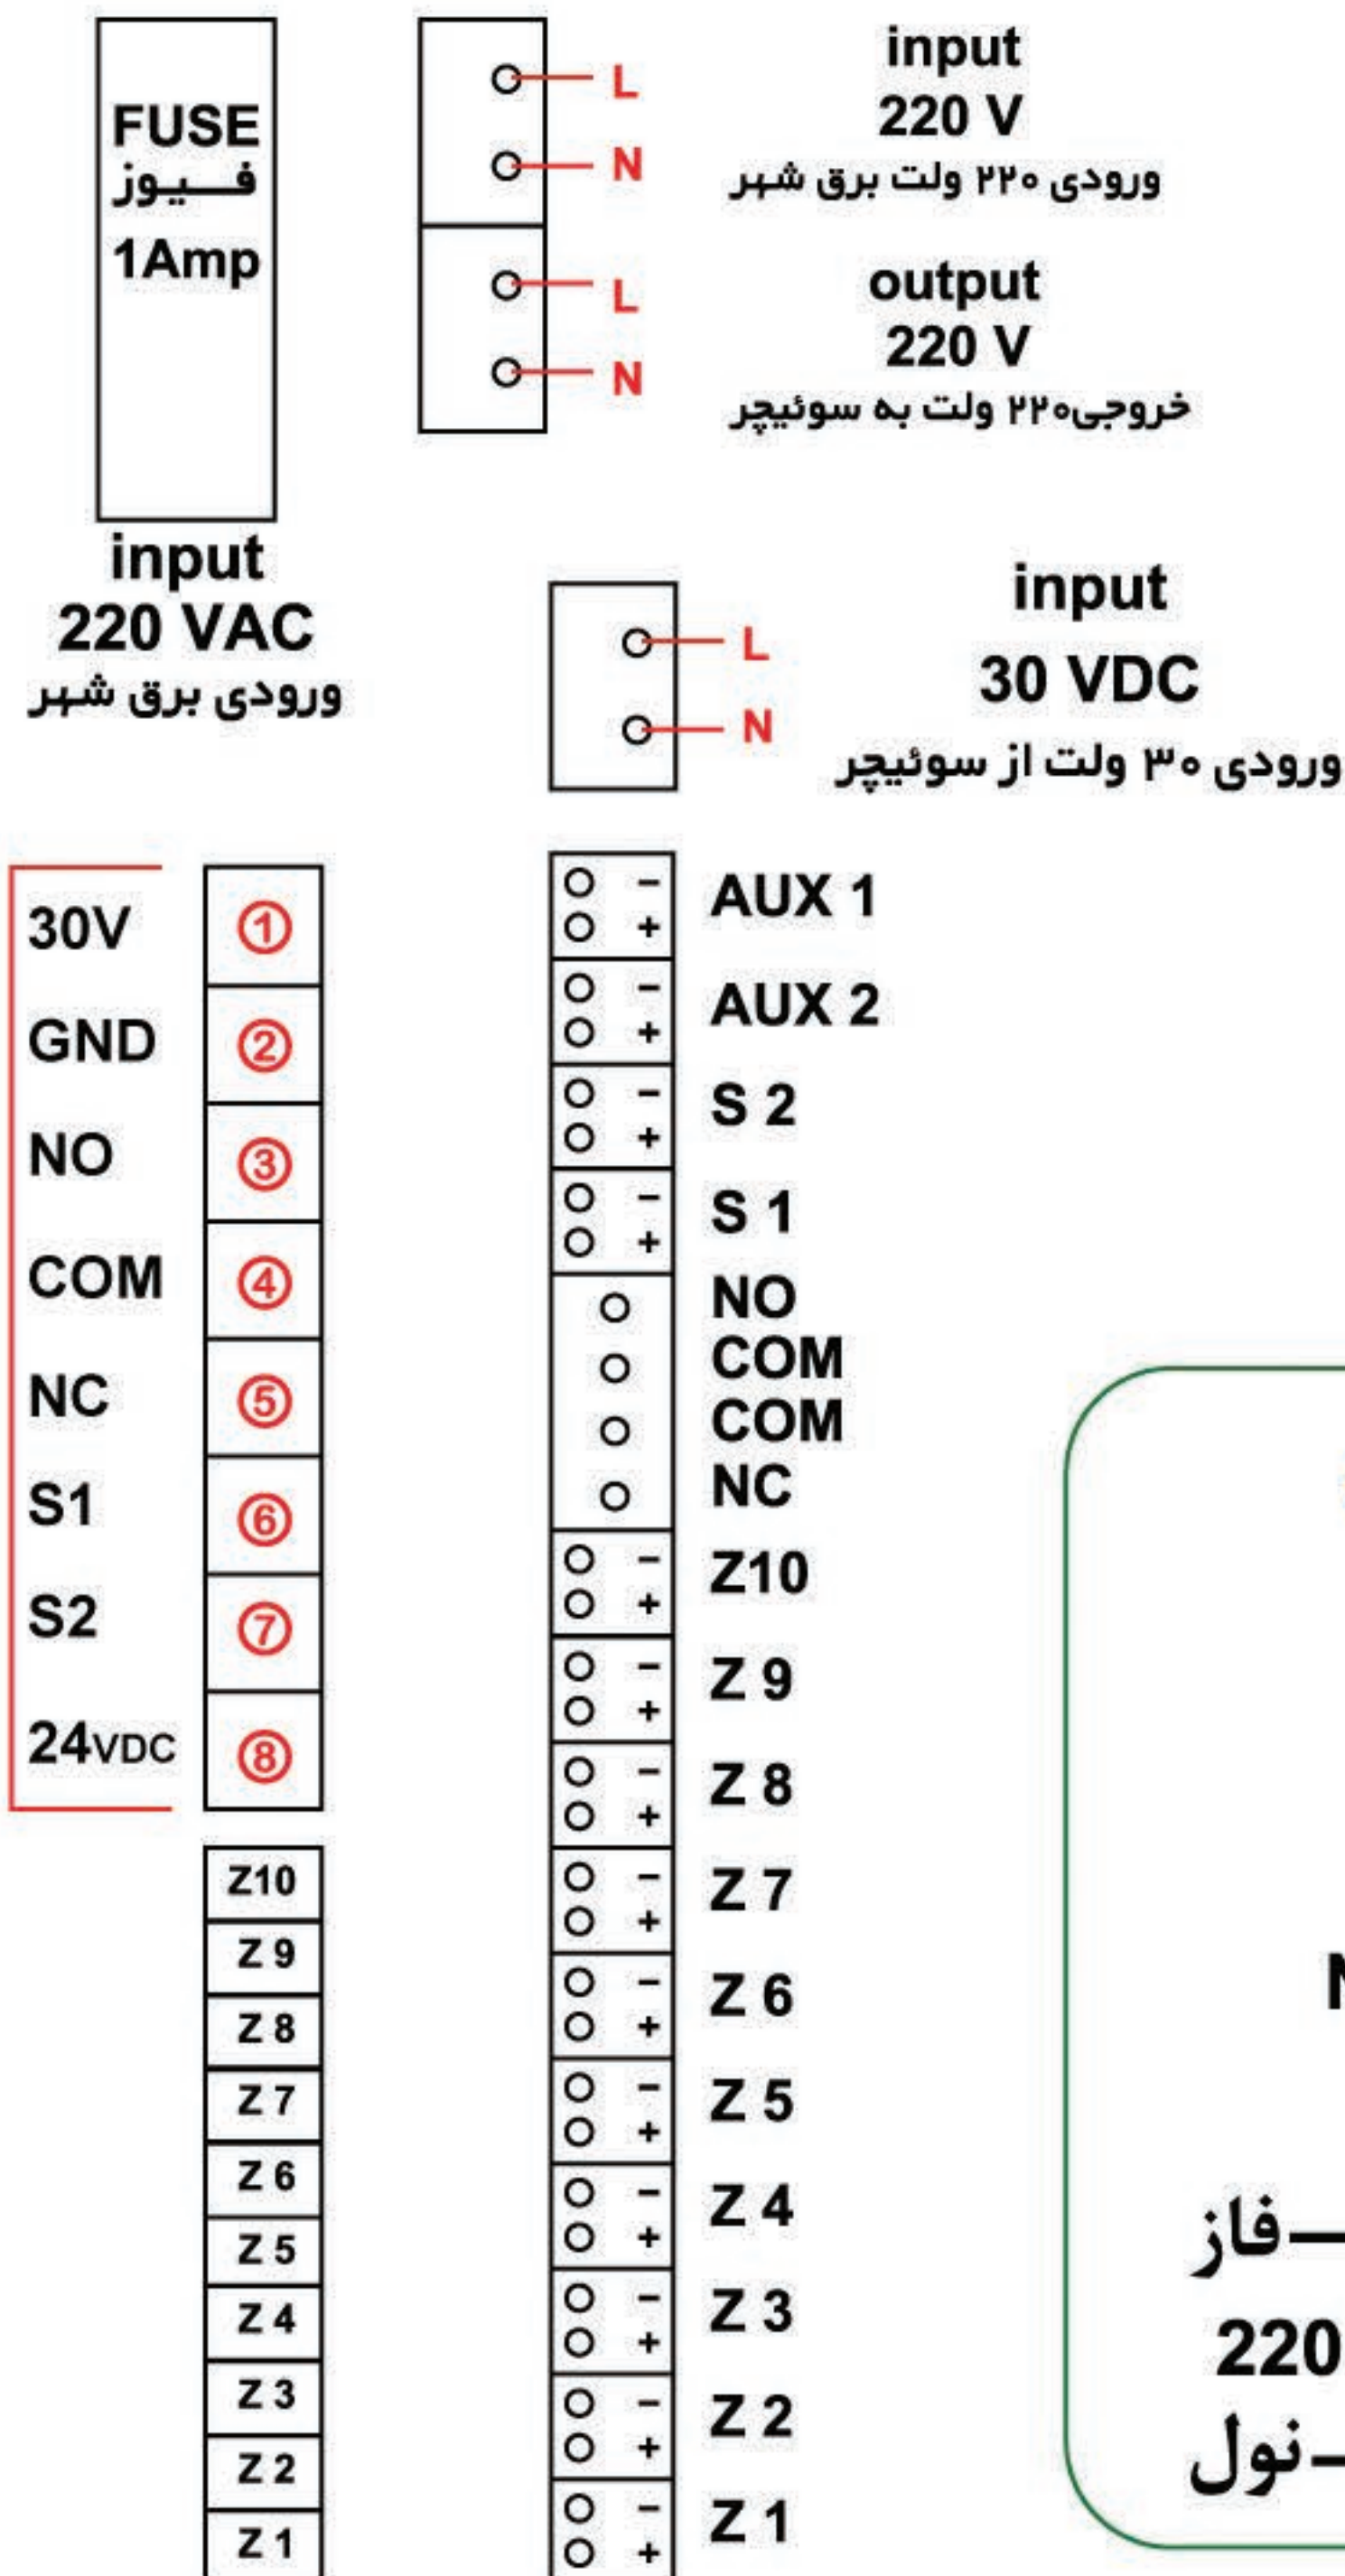 FUSE
فیوز
1Amp
input
220 VAC
ورودی برق شهر
L
N
L
N
input
220 V
ورودی ۲۲۰ ولت برق شهر
output
220 V
خروجی۲۲۰ ولت به سوئیچر
L
N
input
30 VDC
ورودی ۳۰ ولت از سوئیچر
30V ①
GND ②
NO ③
COM ④
NC ⑤
S1 ⑥
S2 ⑦
24VDC ⑧
Z10
Z 9
Z 8
Z 7
Z 6
Z 5
Z 4
Z 3
Z 2
Z 1
- AUX 1
+
- AUX 2
+
- S 2
+
- S 1
+
NO
COM
COM
NC
- Z10
+
- Z 9
+
- Z 8
+
- Z 7
+
- Z 6
+
- Z 5
+
- Z 4
+
- Z 3
+
- Z 2
+
- Z 1
+
فاز
220
نول